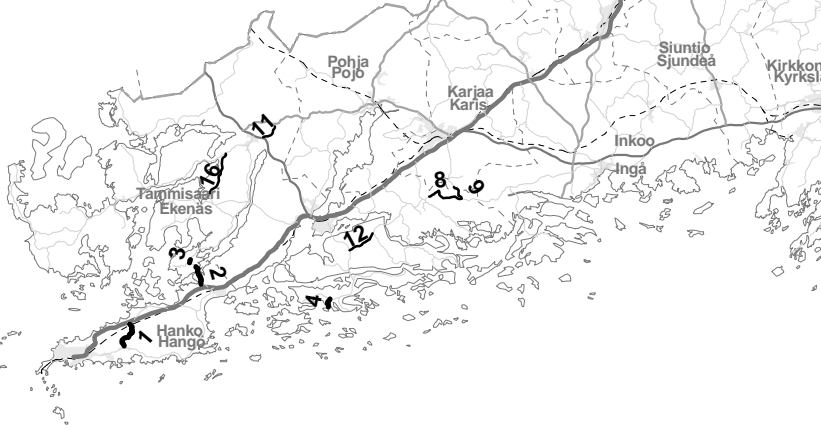 Siuntio
Sjundeå
Pohja
Pojo
Kirkkon
Kyrksl
Karjaa
Karis
11
Inkoo
Ingå
16
8
9
Tammisaari
Ekenäs
12
3
2
4
1
Hanko
Hangö